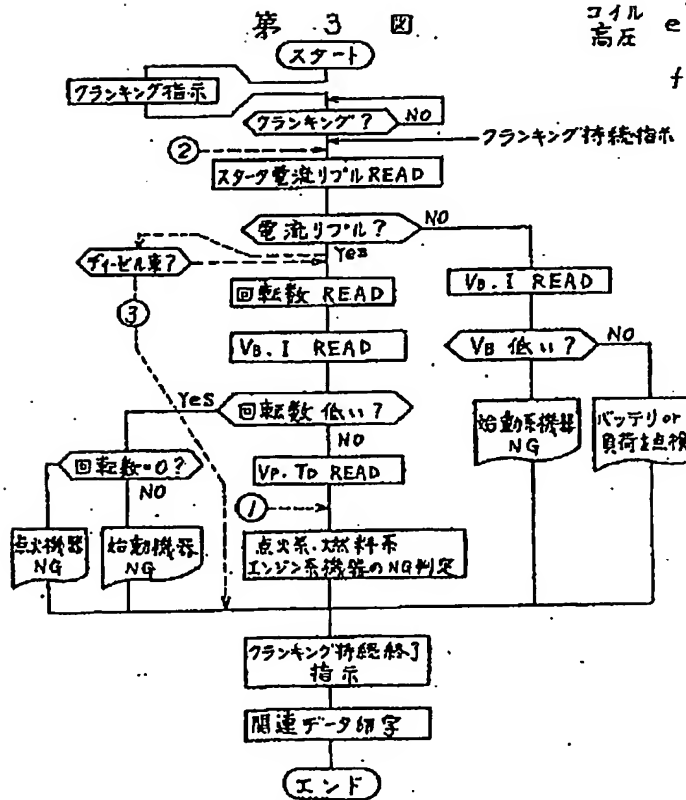 第 3 図
コイル
高圧 e
f
スタート
クランキング指示
クランキング?
NO
クランキング持続指示
②
スタータ電流リプル READ
電流リプル?
NO
Yes
ディーゼル車?
③
回転数 READ
VB.I READ
VB.I READ
VB 低い?
NO
Yes
回転数 低い?
NO
始動系機器
NG
バッテリ or
負荷を点検
回転数=0?
NO
VP.TD READ
①
点火機器
NG
始動機器
NG
点火系.燃料系
エンジン系機器のNG判定
クランキング持続終了
指示
関連データ印字
エンド